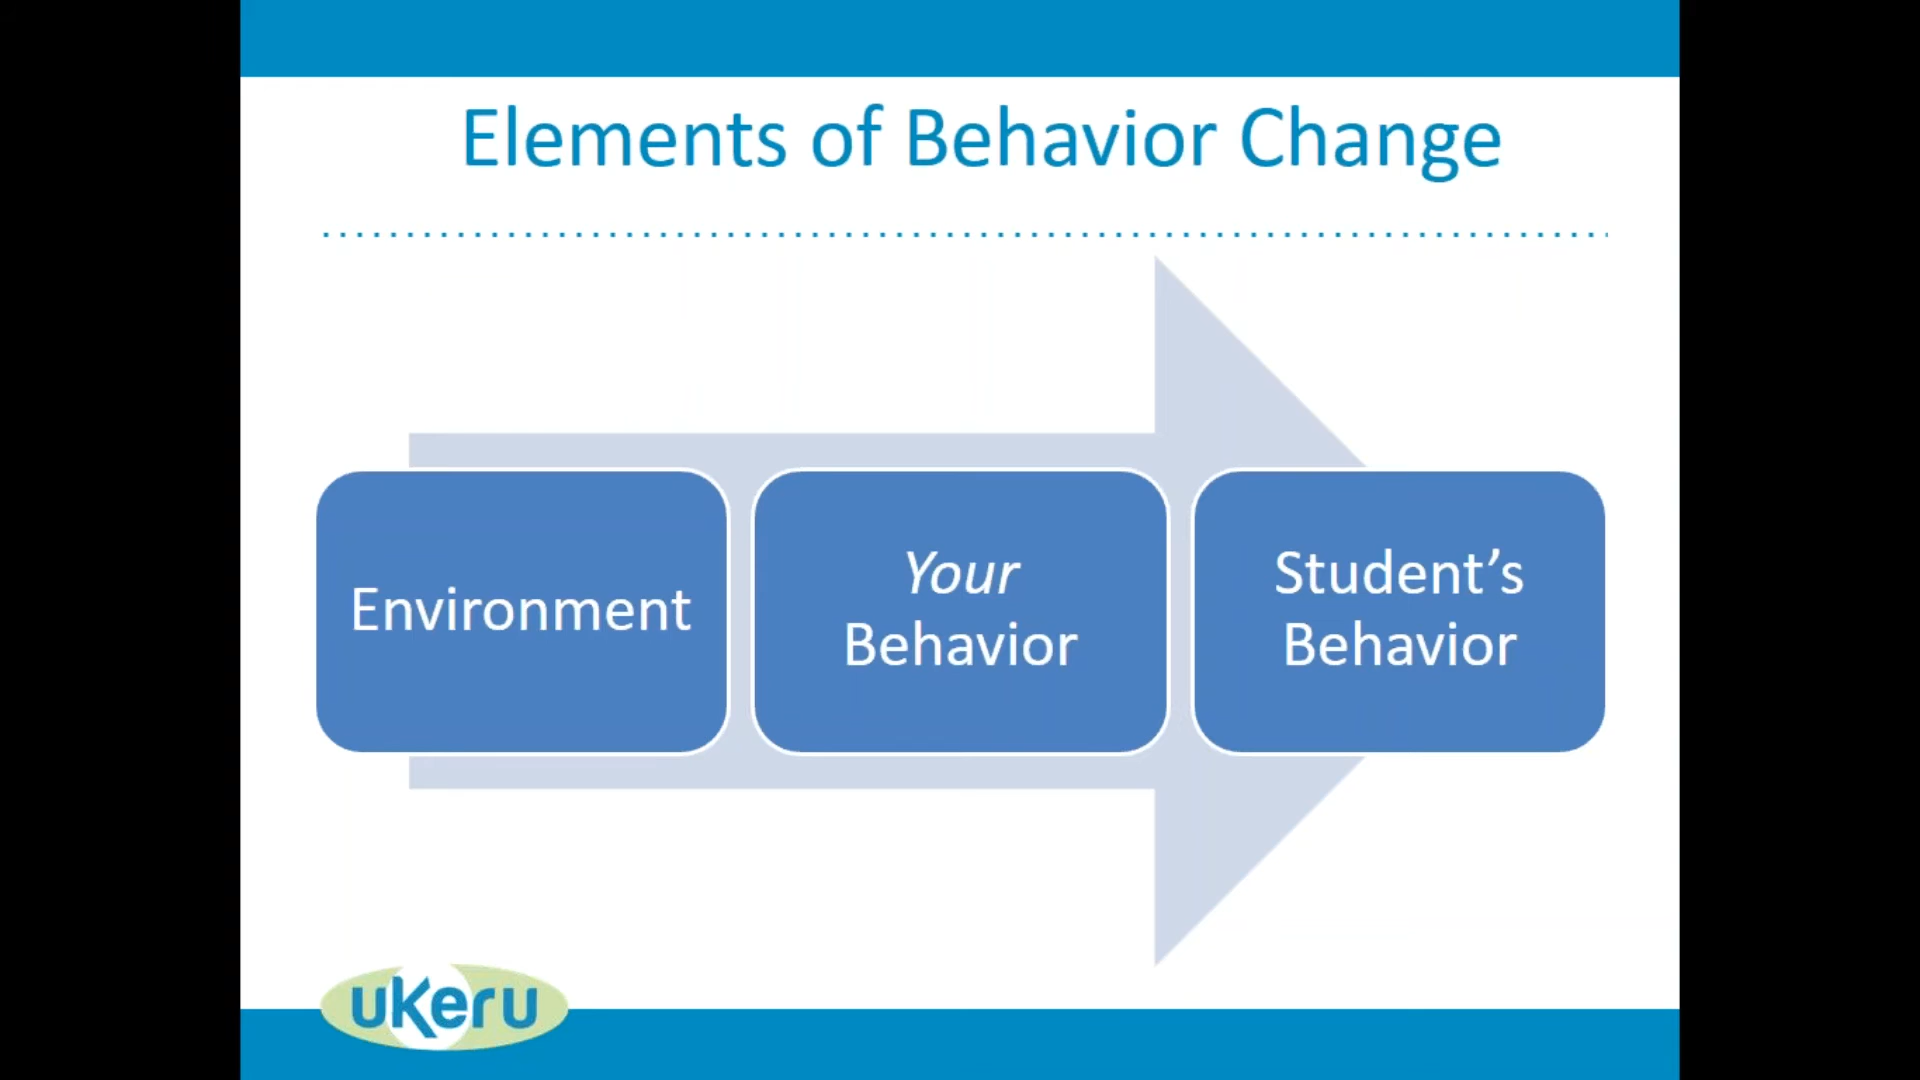 Elements of Behavior Change
Environment
Your
Behavior
Student’s
Behavior
uKeru